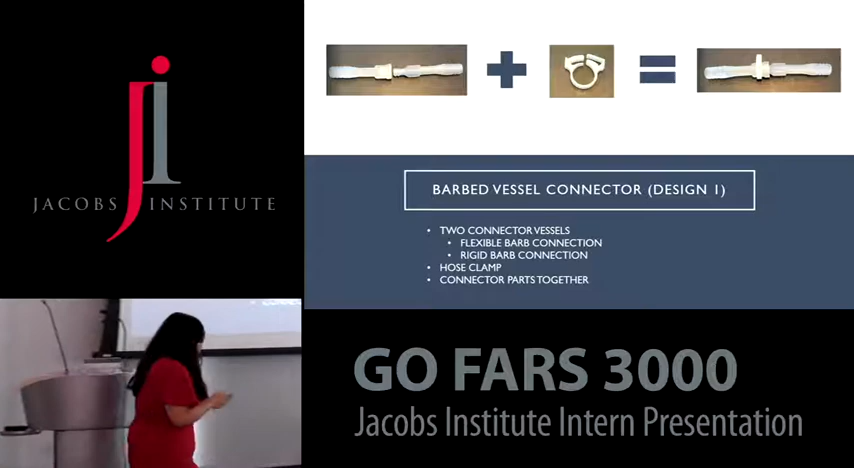 JACOBS INSTITUTE
BARBED VESSEL CONNECTOR (DESIGN 1)
• TWO CONNECTOR VESSELS
• FLEXIBLE BARB CONNECTION
• RIGID BARB CONNECTION
• HOSE CLAMP
• CONNECTOR PARTS TOGETHER
GO FARS 3000
Jacobs Institute Intern Presentation